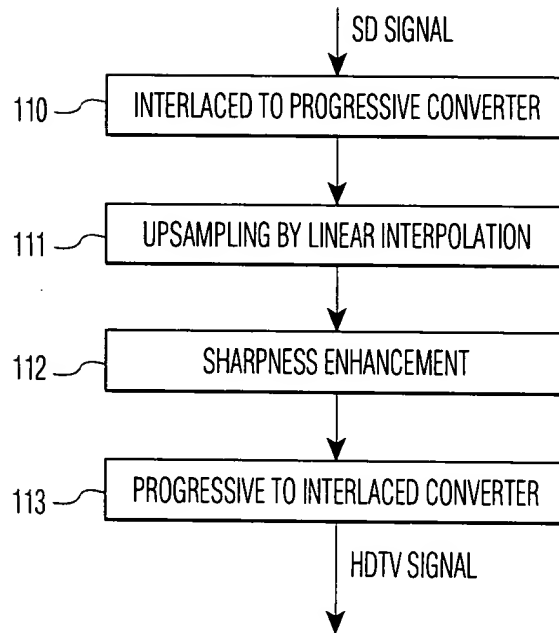 SD SIGNAL
110 INTERLACED TO PROGRESSIVE CONVERTER
111 UPSAMPLING BY LINEAR INTERPOLATION
112 SHARPNESS ENHANCEMENT
113 PROGRESSIVE TO INTERLACED CONVERTER
HDTV SIGNAL